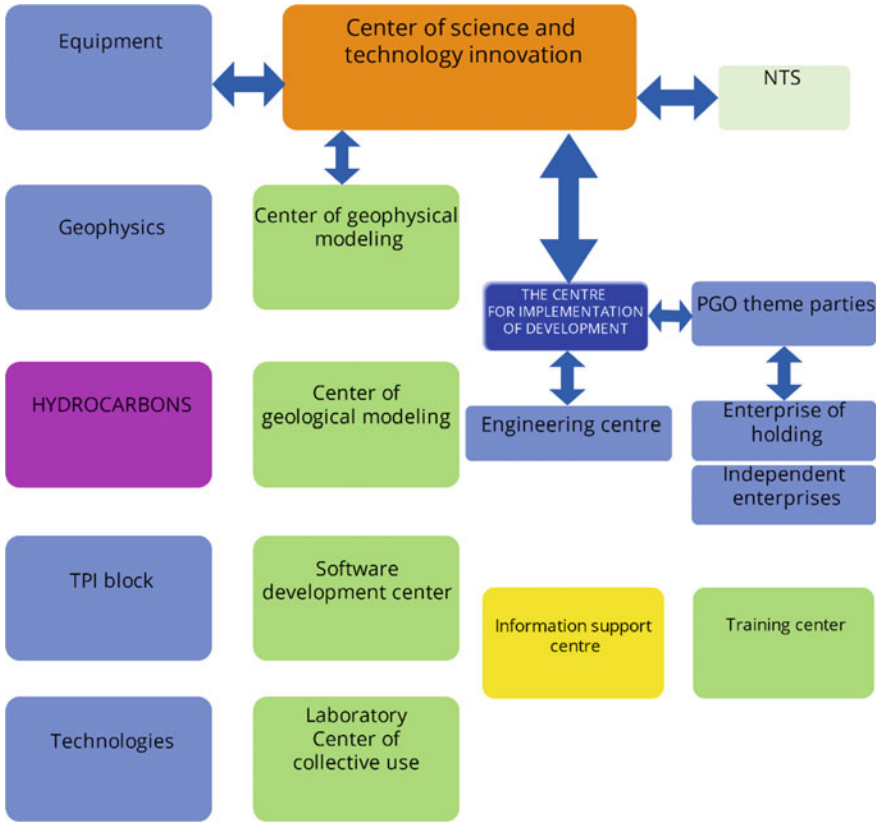 Equipment
Center of science and
technology innovation
NTS
Geophysics
Center of geophysical
modeling
THE CENTRE
FOR IMPLEMENTATION
OF DEVELOPMENT
PGO theme parties
HYDROCARBONS
Center of
geological modeling
Engineering centre
Enterprise of
holding
Independent
enterprises
TPI block
Software
development center
Information support
centre
Training center
Technologies
Laboratory
Center of
collective use